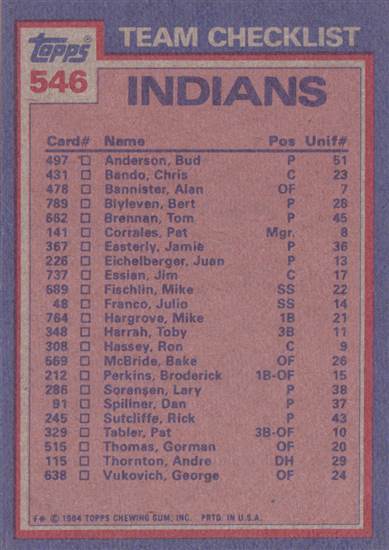 Topps TEAM CHECKLIST
546 INDIANS
Card# Name Pos Unif#
497 Anderson, Bud P 51
431 Bando, Chris C 23
478 Bannister, Alan OF 7
789 Blyleven, Bert P 28
662 Brennan, Tom P 45
141 Corrales, Pat Mgr. 8
367 Easterly, Jamie P 36
226 Eichelberger, Juan P 13
737 Essian, Jim C 17
689 Fischlin, Mike SS 22
48 Franco, Julio SS 14
764 Hargrove, Mike 1B 21
348 Harrah, Toby 3B 11
308 Hassey, Ron C 9
569 McBride, Bake OF 26
212 Perkins, Broderick 1B-OF 15
286 Sorensen, Lary P 38
91 Spillner, Dan P 37
245 Sutcliffe, Rick P 43
329 Tabler, Pat 3B-OF 10
515 Thomas, Gorman OF 20
115 Thornton, Andre DH 29
638 Vukovich, George OF 24
© 1984 TOPPS CHEWING GUM, INC. PRTD. IN U.S.A.